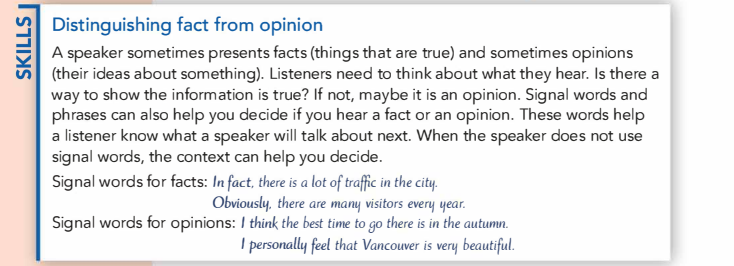 SKILLS
Distinguishing fact from opinion
A speaker sometimes presents facts (things that are true) and sometimes opinions
(their ideas about something). Listeners need to think about what they hear. Is there a
way to show the information is true? If not, maybe it is an opinion. Signal words and
phrases can also help you decide if you hear a fact or an opinion. These words help
a listener know what a speaker will talk about next. When the speaker does not use
signal words, the context can help you decide.
Signal words for facts: In fact, there is a lot of traffic in the city.
Obviously, there are many visitors every year.
Signal words for opinions: I think the best time to go there is in the autumn.
I personally feel that Vancouver is very beautiful.